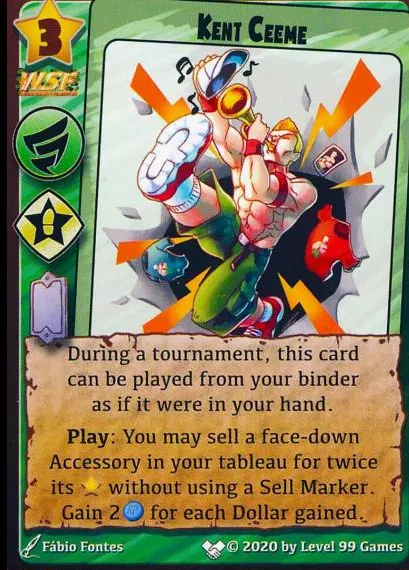 3
KENT CEEME
WSF
During a tournament, this card
can be played from your binder
as if it were in your hand.
Play: You may sell a face-down
Accessory in your tableau for twice
its ⭐ without using a Sell Marker.
Gain 2 for each Dollar gained.
Fábio Fontes
© 2020 by Level 99 Games